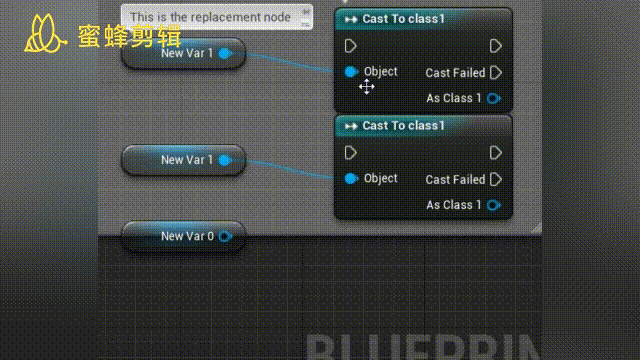 This is the replacement node
蜜蜂剪辑
New Var 1
Cast To class1
Object
Cast Failed
As Class 1
New Var 1
Cast To class1
Object
Cast Failed
As Class 1
New Var 0
BLUEPRIN